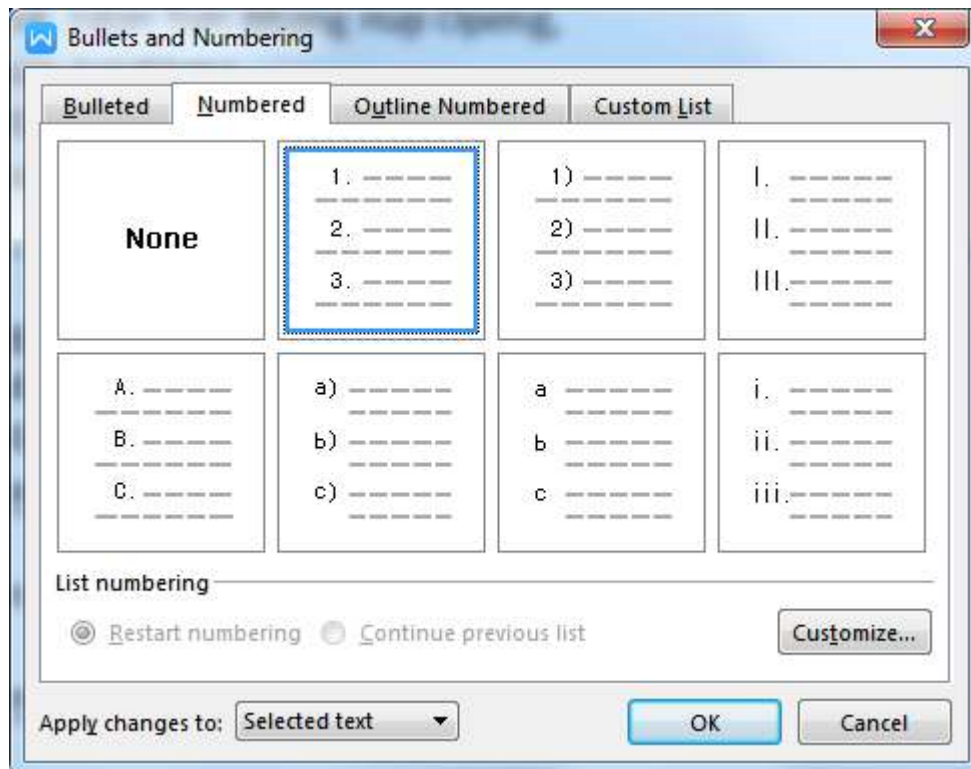 Bullets and Numbering
Bulleted Numbered Outline Numbered Custom List
None
1.
2.
3.
1)
2)
3)
I.
II.
III.
A.
B.
C.
a)
b)
c)
a
b
c
i.
ii.
iii.
List numbering
Restart numbering Continue previous list Customize...
Apply changes to: Selected text OK Cancel